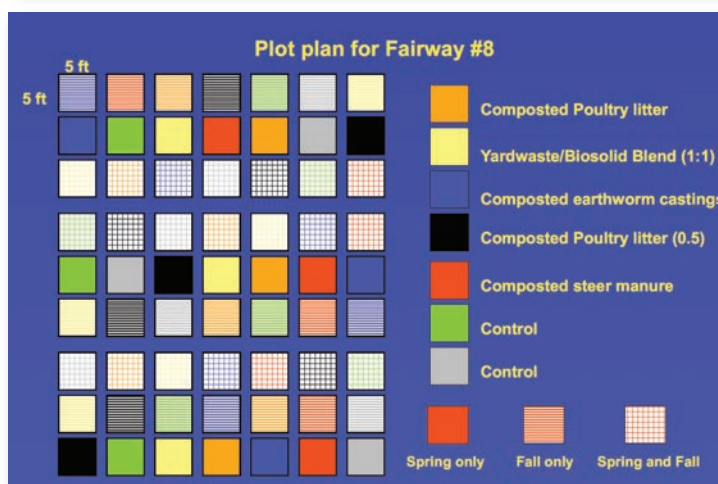 Plot plan for Fairway #8
5 ft
5 ft
Composted Poultry litter
Yardwaste/Biosolid Blend (1:1)
Composted earthworm castings
Composted Poultry litter (0.5)
Composted steer manure
Control
Control
Spring only
Fall only
Spring and Fall